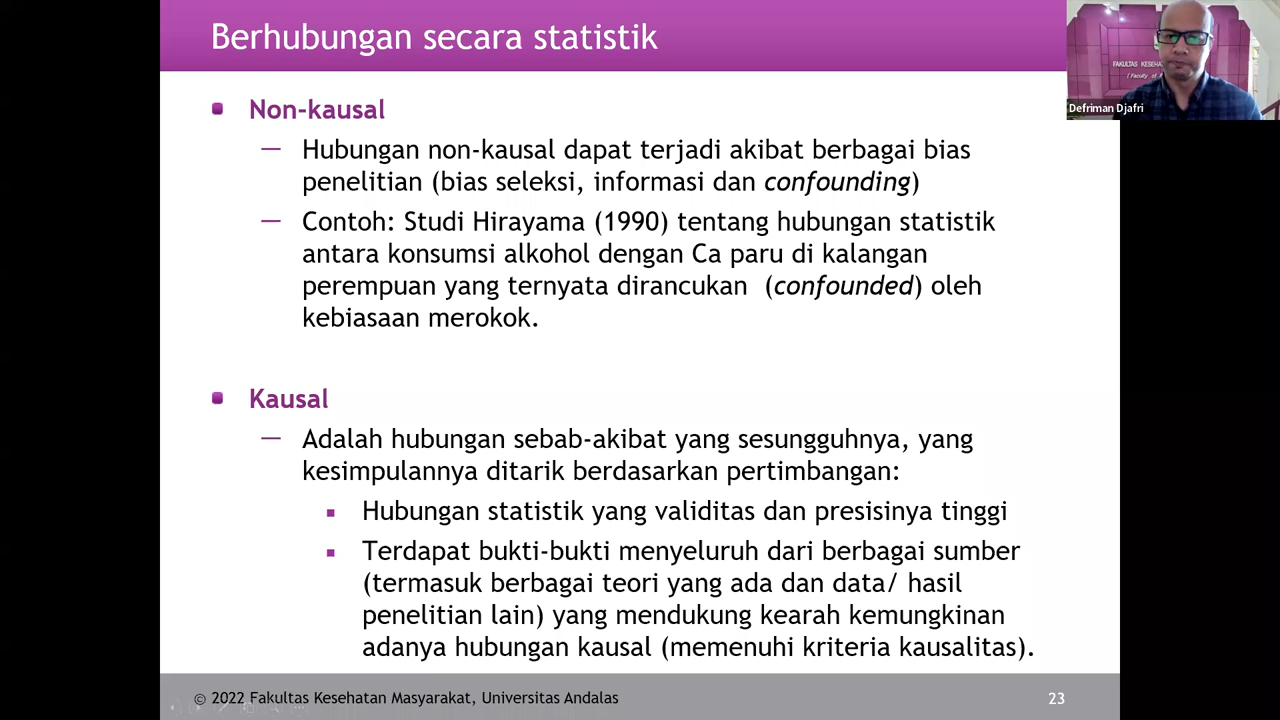 Berhubungan secara statistik
FAKULTAS KESEHA
( Faculty of
Defriman Djafri
Non-kausal
— Hubungan non-kausal dapat terjadi akibat berbagai bias
penelitian (bias seleksi, informasi dan confounding)
— Contoh: Studi Hirayama (1990) tentang hubungan statistik
antara konsumsi alkohol dengan Ca paru di kalangan
perempuan yang ternyata dirancukan (confounded) oleh
kebiasaan merokok.
Kausal
— Adalah hubungan sebab-akibat yang sesungguhnya, yang
kesimpulannya ditarik berdasarkan pertimbangan:
Hubungan statistik yang validitas dan presisinya tinggi
Terdapat bukti-bukti menyeluruh dari berbagai sumber
(termasuk berbagai teori yang ada dan data/ hasil
penelitian lain) yang mendukung kearah kemungkinan
adanya hubungan kausal (memenuhi kriteria kausalitas).
© 2022 Fakultas Kesehatan Masyarakat, Universitas Andalas
23